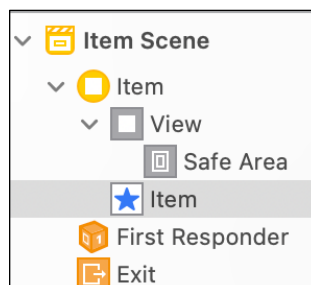 Item Scene
Item
View
Safe Area
Item
First Responder
Exit